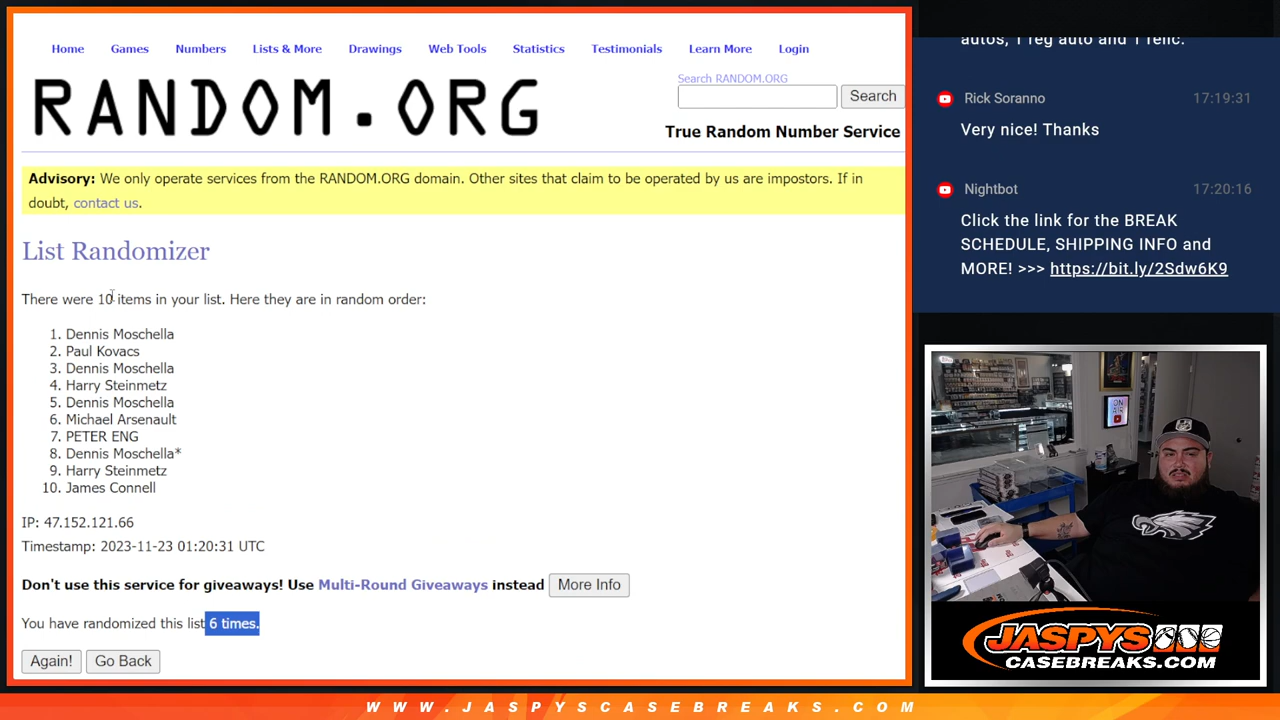 Home Games Numbers Lists & More Drawings Web Tools Statistics Testimonials Learn More Login
RANDOM.ORG
Search RANDOM.ORG
Search
True Random Number Service
Advisory: We only operate services from the RANDOM.ORG domain. Other sites that claim to be operated by us are impostors. If in
doubt, contact us.
List Randomizer
There were 10 items in your list. Here they are in random order:
1. Dennis Moschella
2. Paul Kovacs
3. Dennis Moschella
4. Harry Steinmetz
5. Dennis Moschella
6. Michael Arsenault
7. PETER ENG
8. Dennis Moschella*
9. Harry Steinmetz
10. James Connell
IP: 47.152.121.66
Timestamp: 2023-11-23 01:20:31 UTC
Don't use this service for giveaways! Use Multi-Round Giveaways instead More Info
You have randomized this list 6 times.
Again! Go Back
autos, 1 reg auto and 1 relic.
Rick Soranno 17:19:31
Very nice! Thanks
Nightbot 17:20:16
Click the link for the BREAK
SCHEDULE, SHIPPING INFO and
MORE! >>> https://bit.ly/2Sdw6K9
ON
AIR
JASPYS
CASEBREAKS.COM
WWW.JASPYSCASEBREAKS.COM